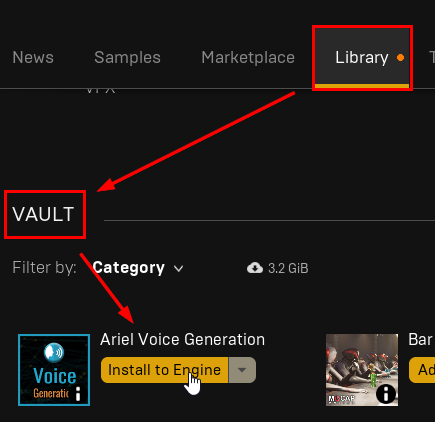 News Samples Marketplace Library T
VFX
VAULT
Filter by: Category 3.2 GiB
Ariel Voice Generation Bar
Install to Engine Ad
Voice
Generation
MoCAP